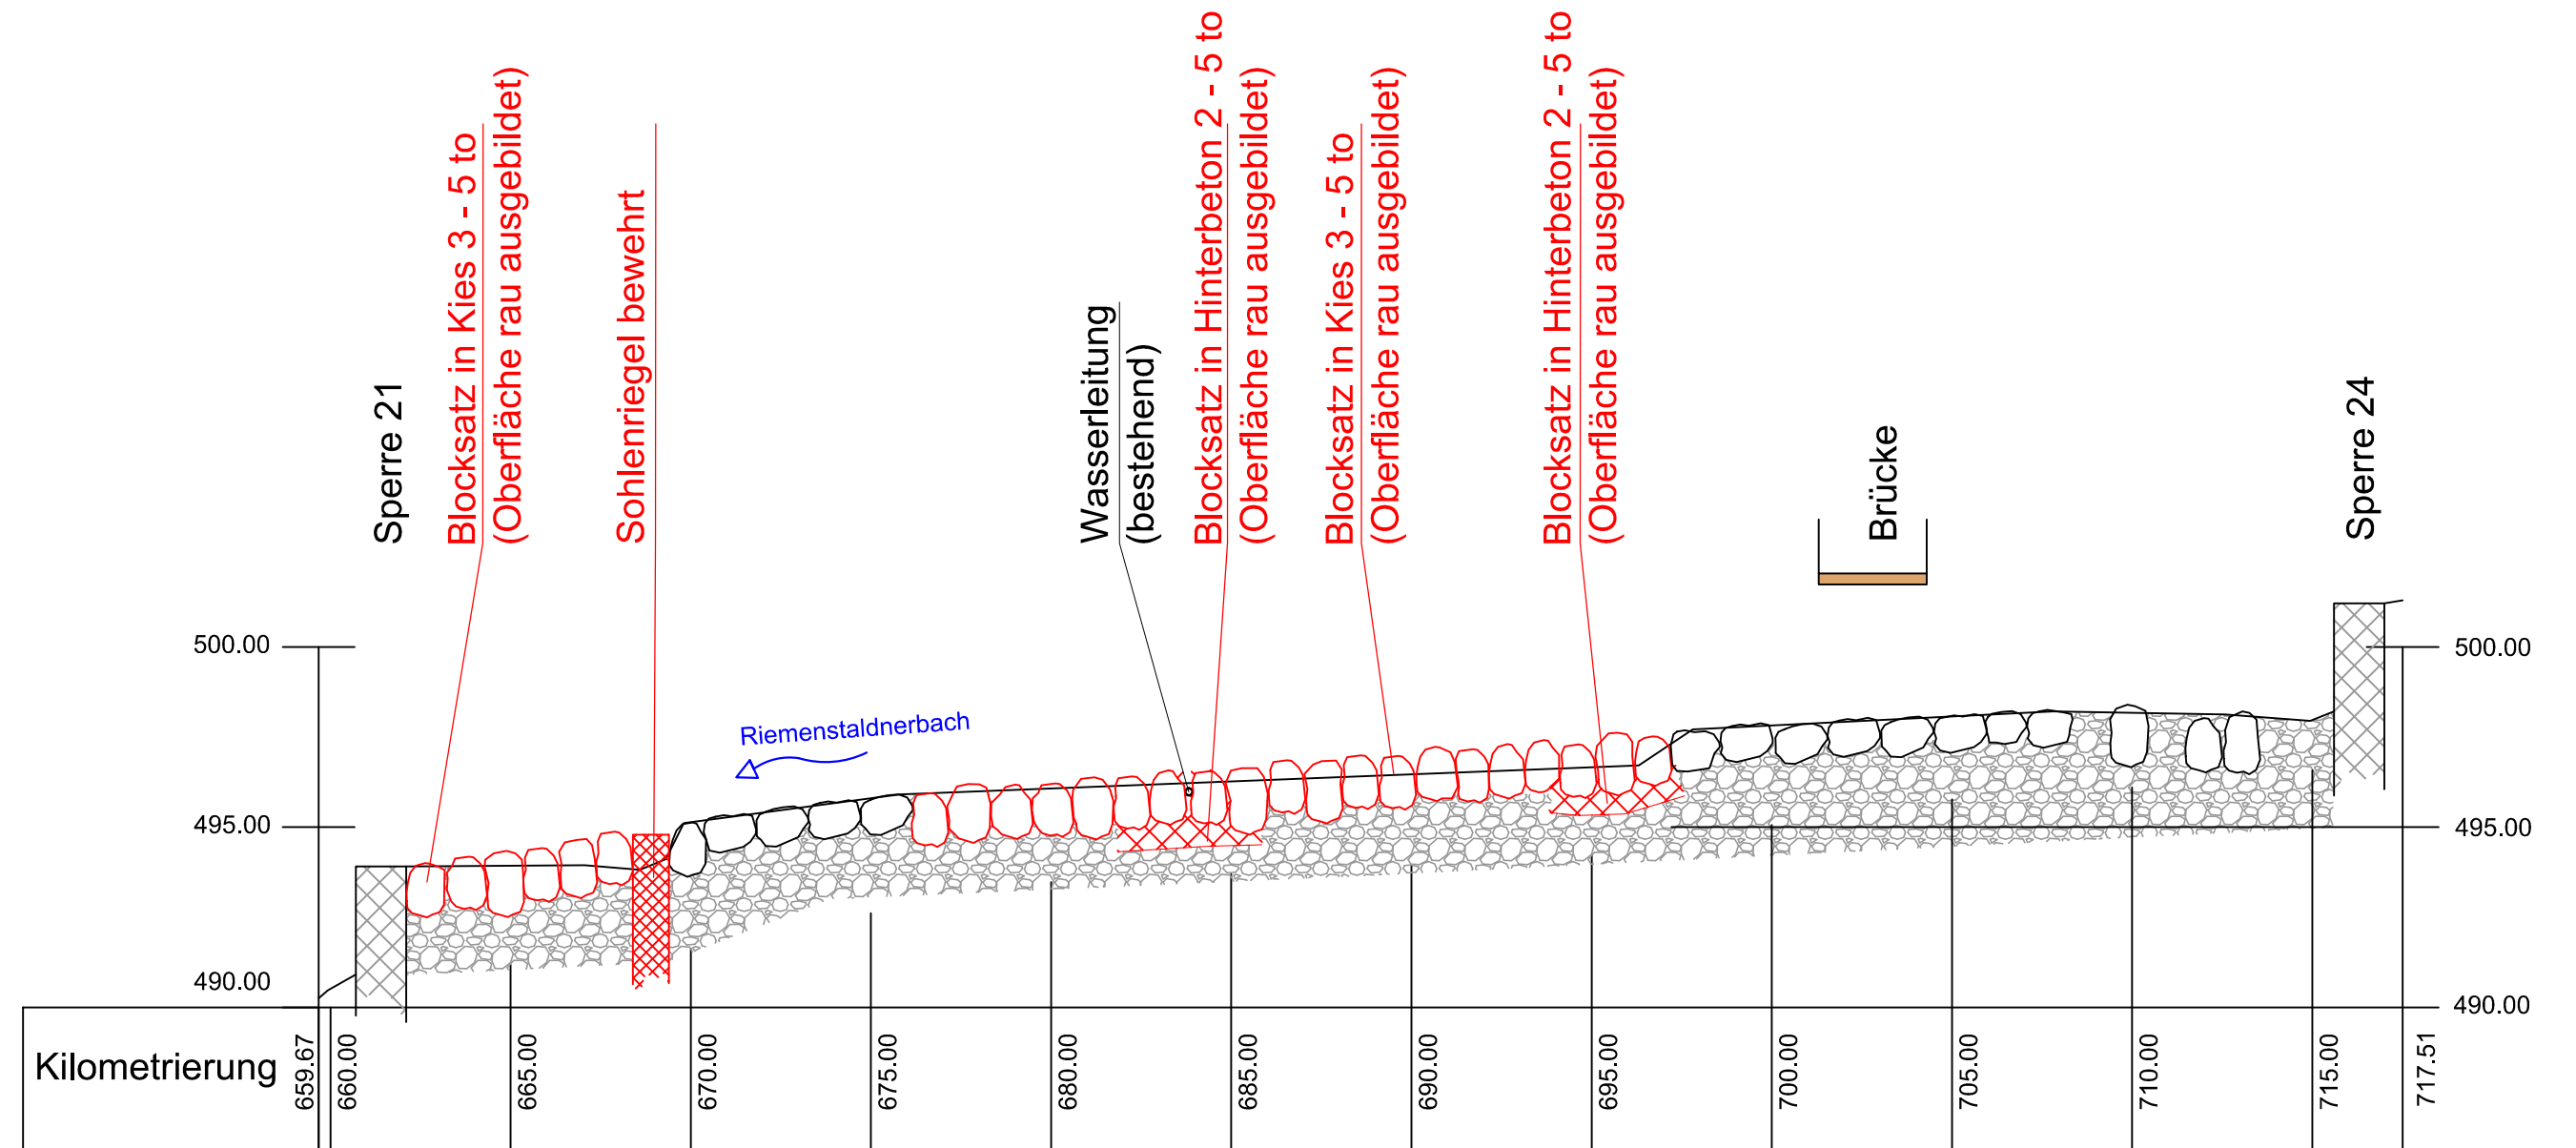 Sperre 21
Blocksatz in Kies 3 - 5 to
(Oberfläche rau ausgebildet)
Sohlenriegel bewehrt
Wasserleitung
(bestehend)
Blocksatz in Hinterbeton 2 - 5 to
(Oberfläche rau ausgebildet)
Blocksatz in Kies 3 - 5 to
(Oberfläche rau ausgebildet)
Blocksatz in Hinterbeton 2 - 5 to
(Oberfläche rau ausgebildet)
Brücke
Sperre 24
Riemenstaldnerbach
500.00
495.00
490.00
500.00
495.00
490.00
Kilometrierung
659.67
660.00
665.00
670.00
675.00
680.00
685.00
690.00
695.00
700.00
705.00
710.00
715.00
717.51